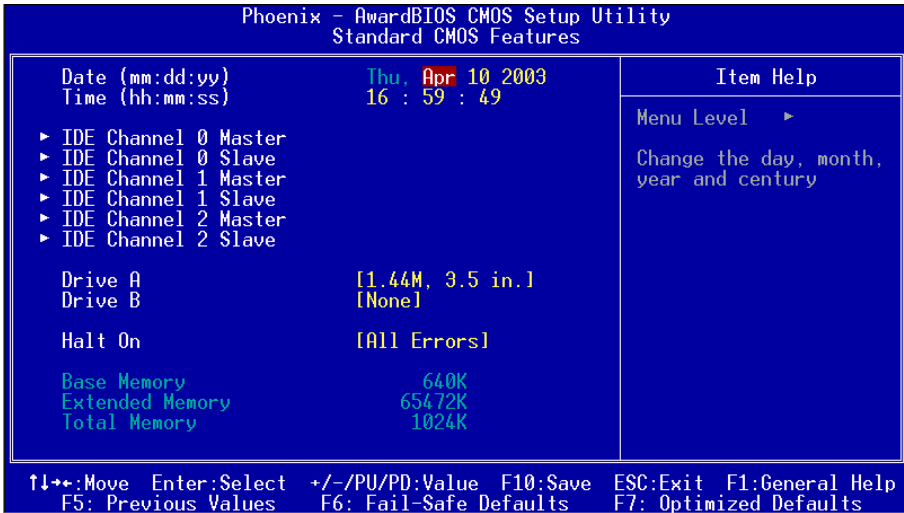 Phoenix - AwardBIOS CMOS Setup Utility
Standard CMOS Features
Date (mm:dd:yy) Thu, Apr 10 2003
Time (hh:mm:ss) 16 : 59 : 49
► IDE Channel 0 Master
► IDE Channel 0 Slave
► IDE Channel 1 Master
► IDE Channel 1 Slave
► IDE Channel 2 Master
► IDE Channel 2 Slave
Drive A [1.44M, 3.5 in.]
Drive B [None]
Halt On [All Errors]
Base Memory 640K
Extended Memory 65472K
Total Memory 1024K
Item Help
Menu Level ►
Change the day, month,
year and century
↑↓→←:Move Enter:Select +/-/PU/PD:Value F10:Save ESC:Exit F1:General Help
F5: Previous Values F6: Fail-Safe Defaults F7: Optimized Defaults